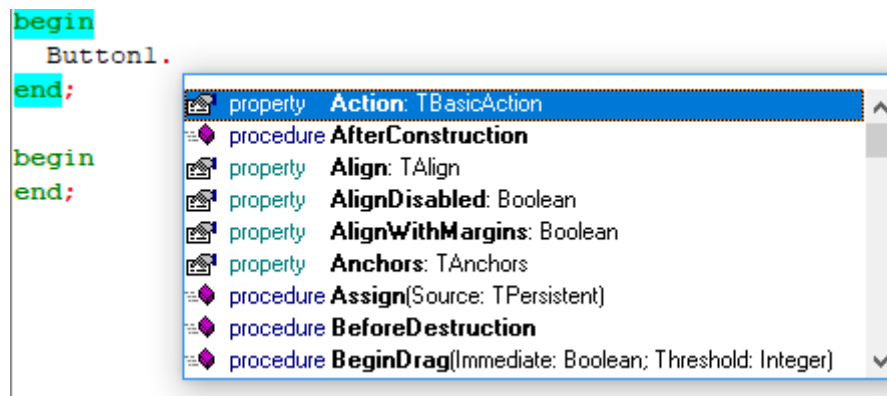 begin
Button1.
end;
property Action: TBasicAction
procedure AfterConstruction
property Align: TAlign
property AlignDisabled: Boolean
property AlignWithMargins: Boolean
property Anchors: TAnchors
procedure Assign(Source: TPersistent)
procedure BeforeDestruction
procedure BeginDrag(Immediate: Boolean; Threshold: Integer)
begin
end;